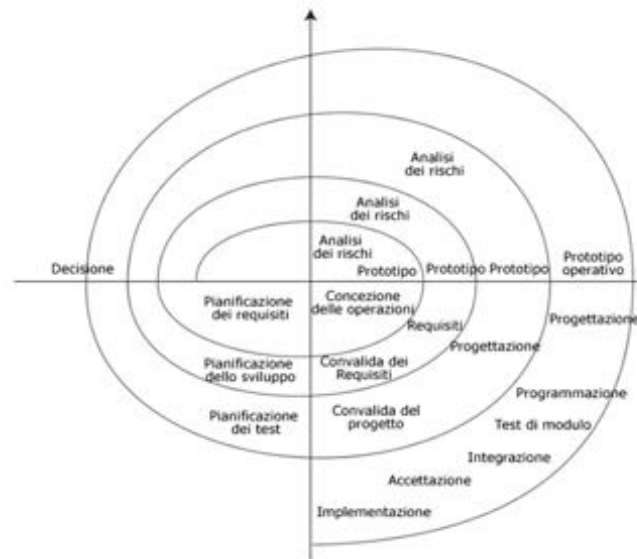 Analisi
dei rischi
Analisi
dei rischi
Analisi
dei rischi
Decisione
Prototipo
Prototipo
Prototipo
Prototipo
operativo
Pianificazione
dei requisiti
Concezione
delle operazioni
Requisiti
Progettazione
Progettazione
Pianificazione
dello sviluppo
Convalida dei
Requisiti
Pianificazione
dei test
Convalida del
progetto
Programmazione
Test di modulo
Integrazione
Accettazione
Implementazione